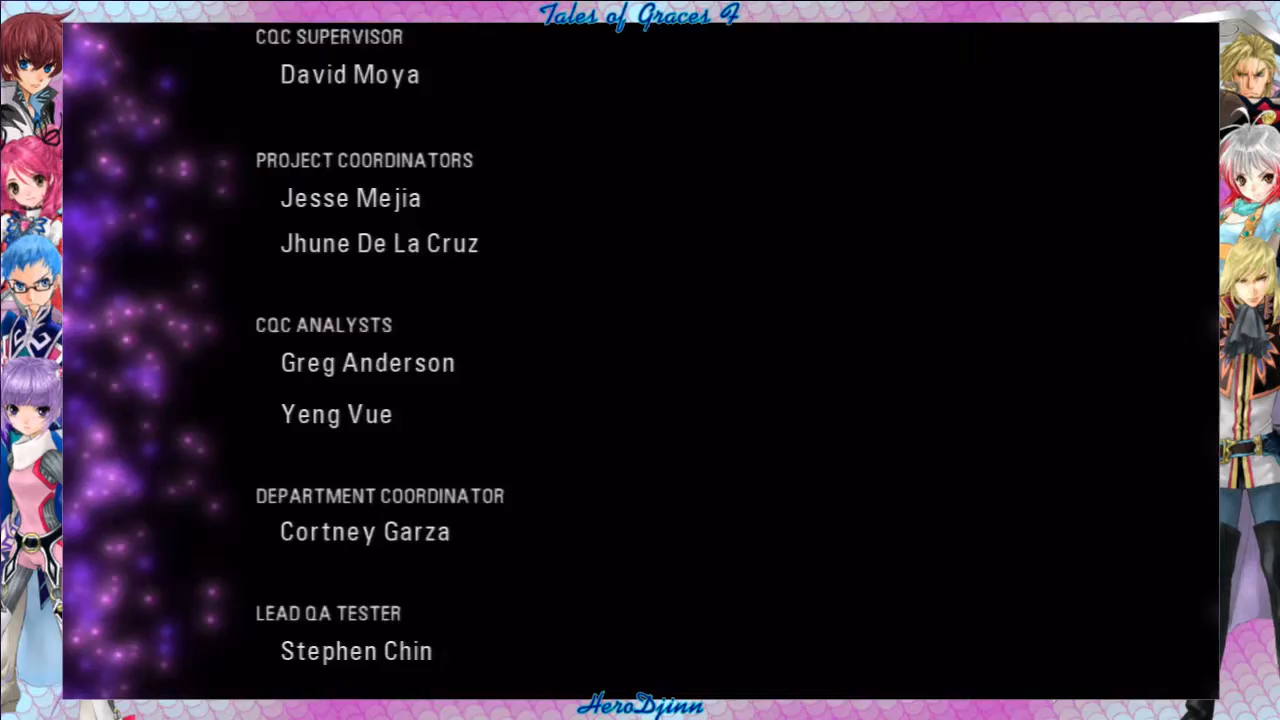 Tales of Graces f
CQC SUPERVISOR
David Moya
PROJECT COORDINATORS
Jesse Mejia
Jhune De La Cruz
CQC ANALYSTS
Greg Anderson
Yeng Vue
DEPARTMENT COORDINATOR
Cortney Garza
LEAD QA TESTER
Stephen Chin
HeroDjinn